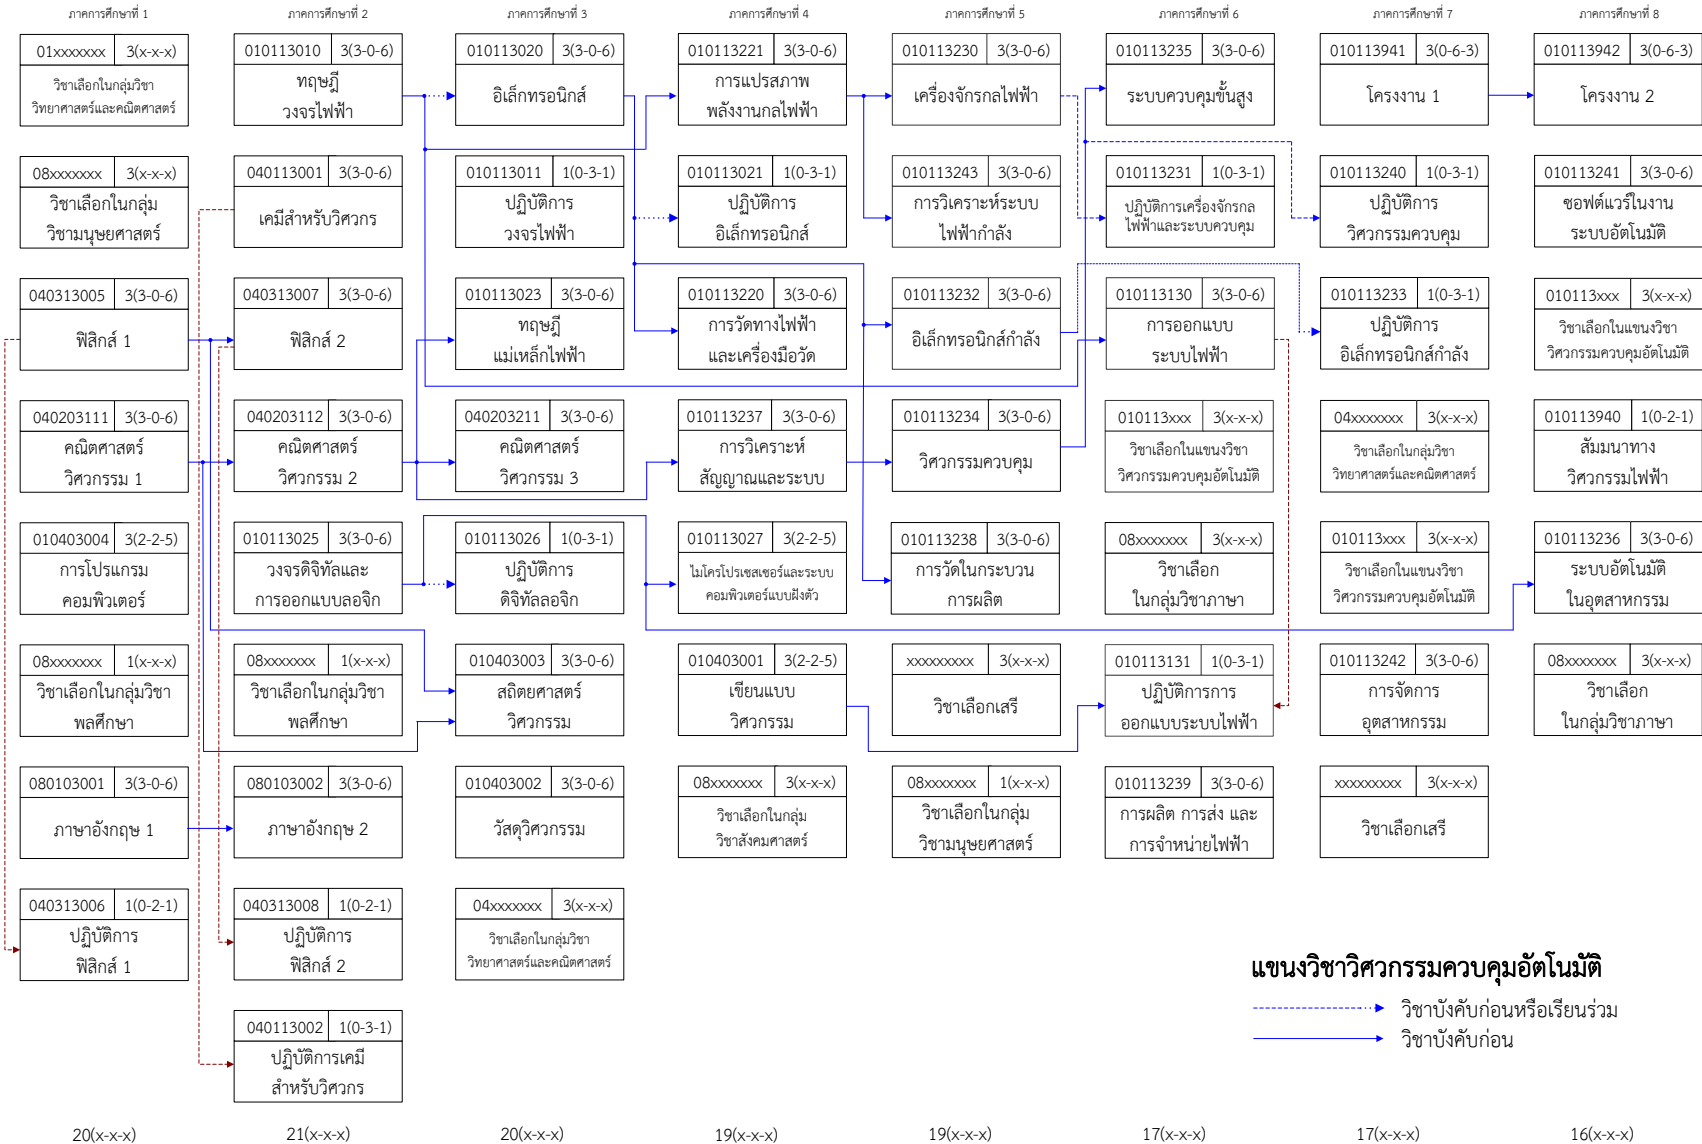 ภาคการศึกษาที่ 1
01xxxxxxx 3(x-x-x)
วิชาเลือกในกลุ่มวิชา
วิทยาศาสตร์และคณิตศาสตร์
08xxxxxxx 3(x-x-x)
วิชาเลือกในกลุ่ม
วิชามนุษยศาสตร์
040313005 3(3-0-6)
ฟิสิกส์ 1
040203111 3(3-0-6)
คณิตศาสตร์
วิศวกรรม 1
010403004 3(2-2-5)
การโปรแกรม
คอมพิวเตอร์
08xxxxxxx 1(x-x-x)
วิชาเลือกในกลุ่มวิชา
พลศึกษา
080103001 3(3-0-6)
ภาษาอังกฤษ 1
040313006 1(0-2-1)
ปฏิบัติการ
ฟิสิกส์ 1
20(x-x-x)
ภาคการศึกษาที่ 2
010113010 3(3-0-6)
ทฤษฎี
วงจรไฟฟ้า
040113001 3(3-0-6)
เคมีสำหรับวิศวกร
040313007 3(3-0-6)
ฟิสิกส์ 2
040203112 3(3-0-6)
คณิตศาสตร์
วิศวกรรม 2
010113025 3(3-0-6)
วงจรดิจิทัลและ
การออกแบบลอจิก
08xxxxxxx 1(x-x-x)
วิชาเลือกในกลุ่มวิชา
พลศึกษา
080103002 3(3-0-6)
ภาษาอังกฤษ 2
040313008 1(0-2-1)
ปฏิบัติการ
ฟิสิกส์ 2
040113002 1(0-3-1)
ปฏิบัติการเคมี
สำหรับวิศวกร
21(x-x-x)
ภาคการศึกษาที่ 3
010113020 3(3-0-6)
อิเล็กทรอนิกส์
010113011 1(0-3-1)
ปฏิบัติการ
วงจรไฟฟ้า
010113023 3(3-0-6)
ทฤษฎี
แม่เหล็กไฟฟ้า
040203211 3(3-0-6)
คณิตศาสตร์
วิศวกรรม 3
010113026 1(0-3-1)
ปฏิบัติการ
ดิจิทัลลอจิก
010403003 3(3-0-6)
สถิตยศาสตร์
วิศวกรรม
010403002 3(3-0-6)
วัสดุวิศวกรรม
04xxxxxxx 3(x-x-x)
วิชาเลือกในกลุ่มวิชา
วิทยาศาสตร์และคณิตศาสตร์
20(x-x-x)
ภาคการศึกษาที่ 4
010113221 3(3-0-6)
การแปรสภาพ
พลังงานกลไฟฟ้า
010113021 1(0-3-1)
ปฏิบัติการ
อิเล็กทรอนิกส์
010113220 3(3-0-6)
การวัดทางไฟฟ้า
และเครื่องมือวัด
010113237 3(3-0-6)
การวิเคราะห์
สัญญาณและระบบ
010113027 3(2-2-5)
ไมโครโปรเซสเซอร์และระบบ
คอมพิวเตอร์แบบฝังตัว
010403001 3(2-2-5)
เขียนแบบ
วิศวกรรม
08xxxxxxx 3(x-x-x)
วิชาเลือกในกลุ่ม
วิชาสังคมศาสตร์
19(x-x-x)
ภาคการศึกษาที่ 5
010113230 3(3-0-6)
เครื่องจักรกลไฟฟ้า
010113243 3(3-0-6)
การวิเคราะห์ระบบ
ไฟฟ้ากำลัง
010113232 3(3-0-6)
อิเล็กทรอนิกส์กำลัง
010113234 3(3-0-6)
วิศวกรรมควบคุม
010113238 3(3-0-6)
การวัดในกระบวน
การผลิต
xxxxxxxxx 3(x-x-x)
วิชาเลือกเสรี
08xxxxxxx 1(x-x-x)
วิชาเลือกในกลุ่ม
วิชามนุษยศาสตร์
19(x-x-x)
ภาคการศึกษาที่ 6
010113235 3(3-0-6)
ระบบควบคุมขั้นสูง
010113231 1(0-3-1)
ปฏิบัติการเครื่องจักรกล
ไฟฟ้าและระบบควบคุม
010113130 3(3-0-6)
การออกแบบ
ระบบไฟฟ้า
010113xxx 3(x-x-x)
วิชาเลือกในแขนงวิชา
วิศวกรรมควบคุมอัตโนมัติ
08xxxxxxx 3(x-x-x)
วิชาเลือก
ในกลุ่มวิชาภาษา
010113131 1(0-3-1)
ปฏิบัติการการ
ออกแบบระบบไฟฟ้า
010113239 3(3-0-6)
การผลิต การส่ง และ
การจำหน่ายไฟฟ้า
17(x-x-x)
ภาคการศึกษาที่ 7
010113941 3(0-6-3)
โครงงาน 1
010113240 1(0-3-1)
ปฏิบัติการ
วิศวกรรมควบคุม
010113233 1(0-3-1)
ปฏิบัติการ
อิเล็กทรอนิกส์กำลัง
04xxxxxxx 3(x-x-x)
วิชาเลือกในกลุ่มวิชา
วิทยาศาสตร์และคณิตศาสตร์
010113xxx 3(x-x-x)
วิชาเลือกในแขนงวิชา
วิศวกรรมควบคุมอัตโนมัติ
010113242 3(3-0-6)
การจัดการ
อุตสาหกรรม
xxxxxxxxx 3(x-x-x)
วิชาเลือกเสรี
17(x-x-x)
ภาคการศึกษาที่ 8
010113942 3(0-6-3)
โครงงาน 2
010113241 3(3-0-6)
ซอฟต์แวร์ในงาน
ระบบอัตโนมัติ
010113xxx 3(x-x-x)
วิชาเลือกในแขนงวิชา
วิศวกรรมควบคุมอัตโนมัติ
010113940 1(0-2-1)
สัมมนาทาง
วิศวกรรมไฟฟ้า
010113236 3(3-0-6)
ระบบอัตโนมัติ
ในอุตสาหกรรม
08xxxxxxx 3(x-x-x)
วิชาเลือก
ในกลุ่มวิชาภาษา
16(x-x-x)
แขนงวิชาวิศวกรรมควบคุมอัตโนมัติ
วิชาบังคับก่อนหรือเรียนร่วม
วิชาบังคับก่อน